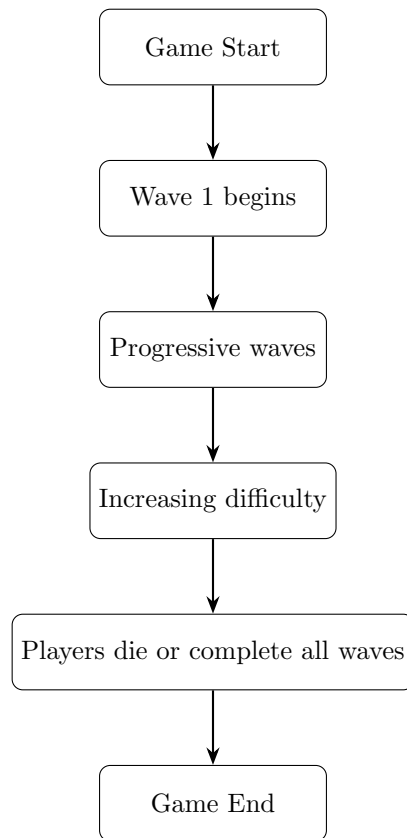 Game Start
Wave 1 begins
Progressive waves
Increasing difficulty
Players die or complete all waves
Game End